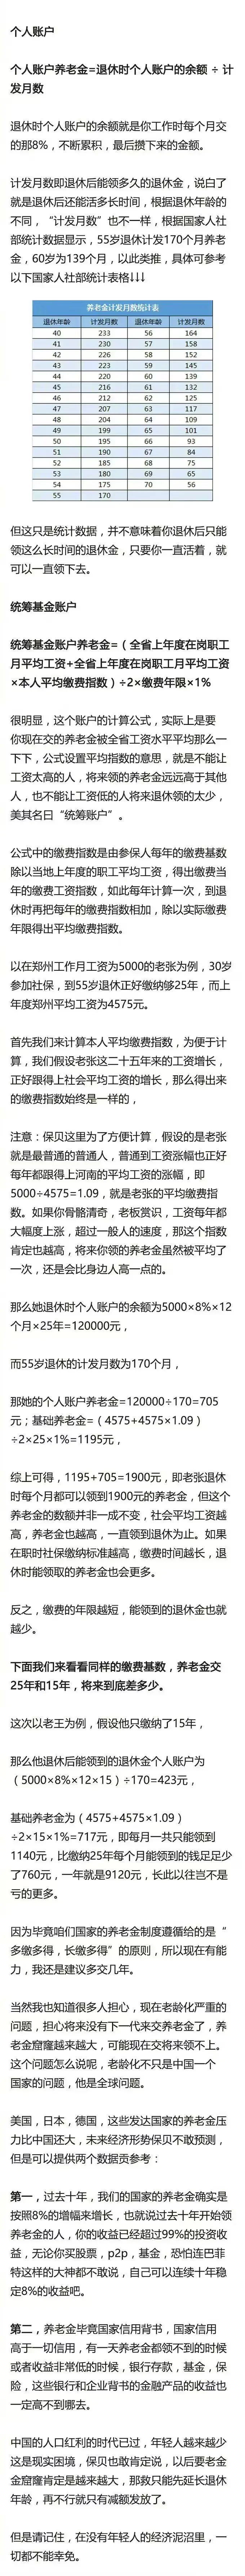 个人账户
个人账户养老金=退休时个人账户的余额 ÷ 计
发月数
退休时个人账户的余额就是你工作时每个月交
的那8%，不断累积，最后攒下来的金额。
计发月数即退休后能领多久的退休金，说白了
就是退休后还能活多长时间，根据退休年龄的
不同，“计发月数”也不一样，根据国家人社
部统计数据显示，55岁退休计发170个月养老
金，60岁为139个月，以此类推，具体可参考
以下国家人社部统计表格↓↓↓
养老金计发月数统计表
退休年龄 计发月数 退休年龄 计发月数
40 233 56 164
41 230 57 158
42 226 58 152
43 223 59 145
44 220 60 139
45 216 61 132
46 212 62 125
47 207 63 117
48 204 64 109
49 199 65 101
50 195 66 93
51 190 67 84
52 185 68 75
53 180 69 65
54 175 70 56
55 170
但这只是统计数据，并不意味着你退休后只能
领这么长时间的退休金，只要你一直活着，就
可以一直领下去。
统筹基金账户
统筹基金账户养老金=（全省上年度在岗职工
月平均工资+全省上年度在岗职工月平均工资
×本人平均缴费指数）÷2×缴费年限×1%
很明显，这个账户的计算公式，实际上是要
你现在交的养老金被全省工资水平平均那么一
下下，公式设置平均指数的意思，就是不能让
工资太高的人，将来领的养老金远远高于其他
人，也不能让工资低的人将来退休领的太少，
美其名曰“统筹账户”。
公式中的缴费指数是由参保人每年的缴费基数
除以当地上年度的职工平均工资，得出缴费当
年的缴费工资指数，如此每年计算一次，到退
休时再把每年的缴费指数相加，除以实际缴费
年限得出平均缴费指数。
以在郑州工作月工资为5000的老张为例，30岁
参加社保，到55岁退休正好缴纳够25年，而上
年度郑州平均工资为4575元。
首先我们来计算本人平均缴费指数，为便于计
算，我们假设老张这二十五年来的工资增长，
正好跟得上社会平均工资的增长，那么得出来
的缴费指数始终是一样的，
注意：保贝这里为了方便计算，假设的是老张
就是最普通的普通人，普通到工资涨幅也正好
每年都跟得上河南的平均工资的涨幅，即
5000÷4575=1.09，就是老张的平均缴费指
数。如果你骨骼清奇，老板赏识，工资每年都
大幅度上涨，超过一般人的速度，那这个指数
肯定也越高，将来你领的养老金虽然被平均了
一次，还是会比身边人高一点的。
那么她退休时个人账户的余额为5000×8%×12
个月×25年=120000元，
而55岁退休的计发月数为170个月，
那她的个人账户养老金=120000÷170=705
元；基础养老金=（4575+4575×1.09）
÷2×25×1%=1195元，
综上可得，1195+705=1900元，即老张退休
时每个月都可以领到1900元的养老金，但这个
养老金的数额并非一成不变，社会平均工资越
高，养老金也越高，一直领到退休为止。如果
在职时社保缴纳标准越高，缴费时间越长，退
休时能领取的养老金也会更多。
反之，缴费的年限越短，能领到的退休金也就
越少。
下面我们来看看同样的缴费基数，养老金交
25年和15年，将来到底差多少。
这次以老王为例，假设他只缴纳了15年，
那么他退休后能领到的退休金个人账户为
（5000×8%×12×15）÷170=423元，
基础养老金为（4575+4575×1.09）
÷2×15×1%=717元，即每月一共只能领到
1140元，比缴纳25年每个月能领到的钱足足少
了760元，一年就是9120元，长此以往岂不是
亏的更多。
因为毕竟咱们国家的养老金制度遵循给的是“
多缴多得，长缴多得”的原则，所以现在有能
力，我还是建议多交几年。
当然我也知道很多人担心，现在老龄化严重的
问题，担心将来没有下一代来交养老金了，养
老金窟窿越来越大，可能现在交将来领不上。
这个问题怎么说呢，老龄化不只是中国一个
国家的问题，他是全球问题。
美国，日本，德国，这些发达国家的养老金压
力比中国还大，未来经济形势保贝不敢预测，
但是可以提供两个数据贡参考：
第一，过去十年，我们的国家的养老金确实是
按照8%的增幅来增长，也就说过去十年开始领
养老金的人，你的收益已经超过99%的投资收
益，无论你买股票，p2p，基金，恐怕连巴菲
特这样的大神都不敢说，自己可以连续十年稳
定8%的收益吧。
第二，养老金毕竟国家信用背书，国家信用
高于一切信用，有一天养老金都领不到的时候
或者收益非常低的时候，银行存款，基金，保
险，这些银行和企业背书的金融产品的收益也
一定高不到哪去。
中国的人口红利的时代已过，年轻人越来越少
这是现实困境，保贝也敢肯定说，以后要老金
金窟窿肯定是越来越大，那救只能先延长退休
年龄，再不行就只有减额发放了。
但是请记住，在没有年轻人的经济泥沼里，一
切都不能幸免。